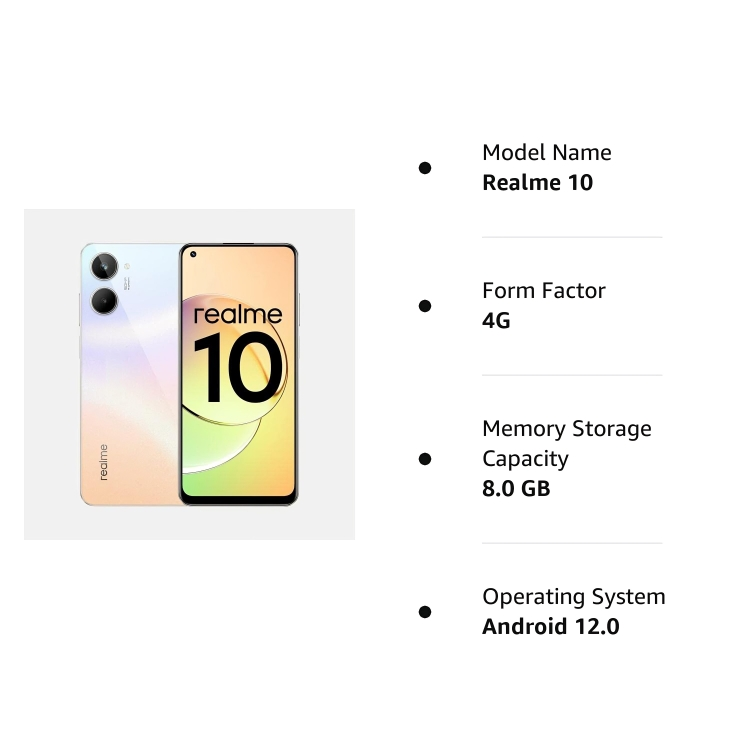 realme
10
realme
Model Name
Realme 10
Form Factor
4G
Memory Storage
Capacity
8.0 GB
Operating System
Android 12.0